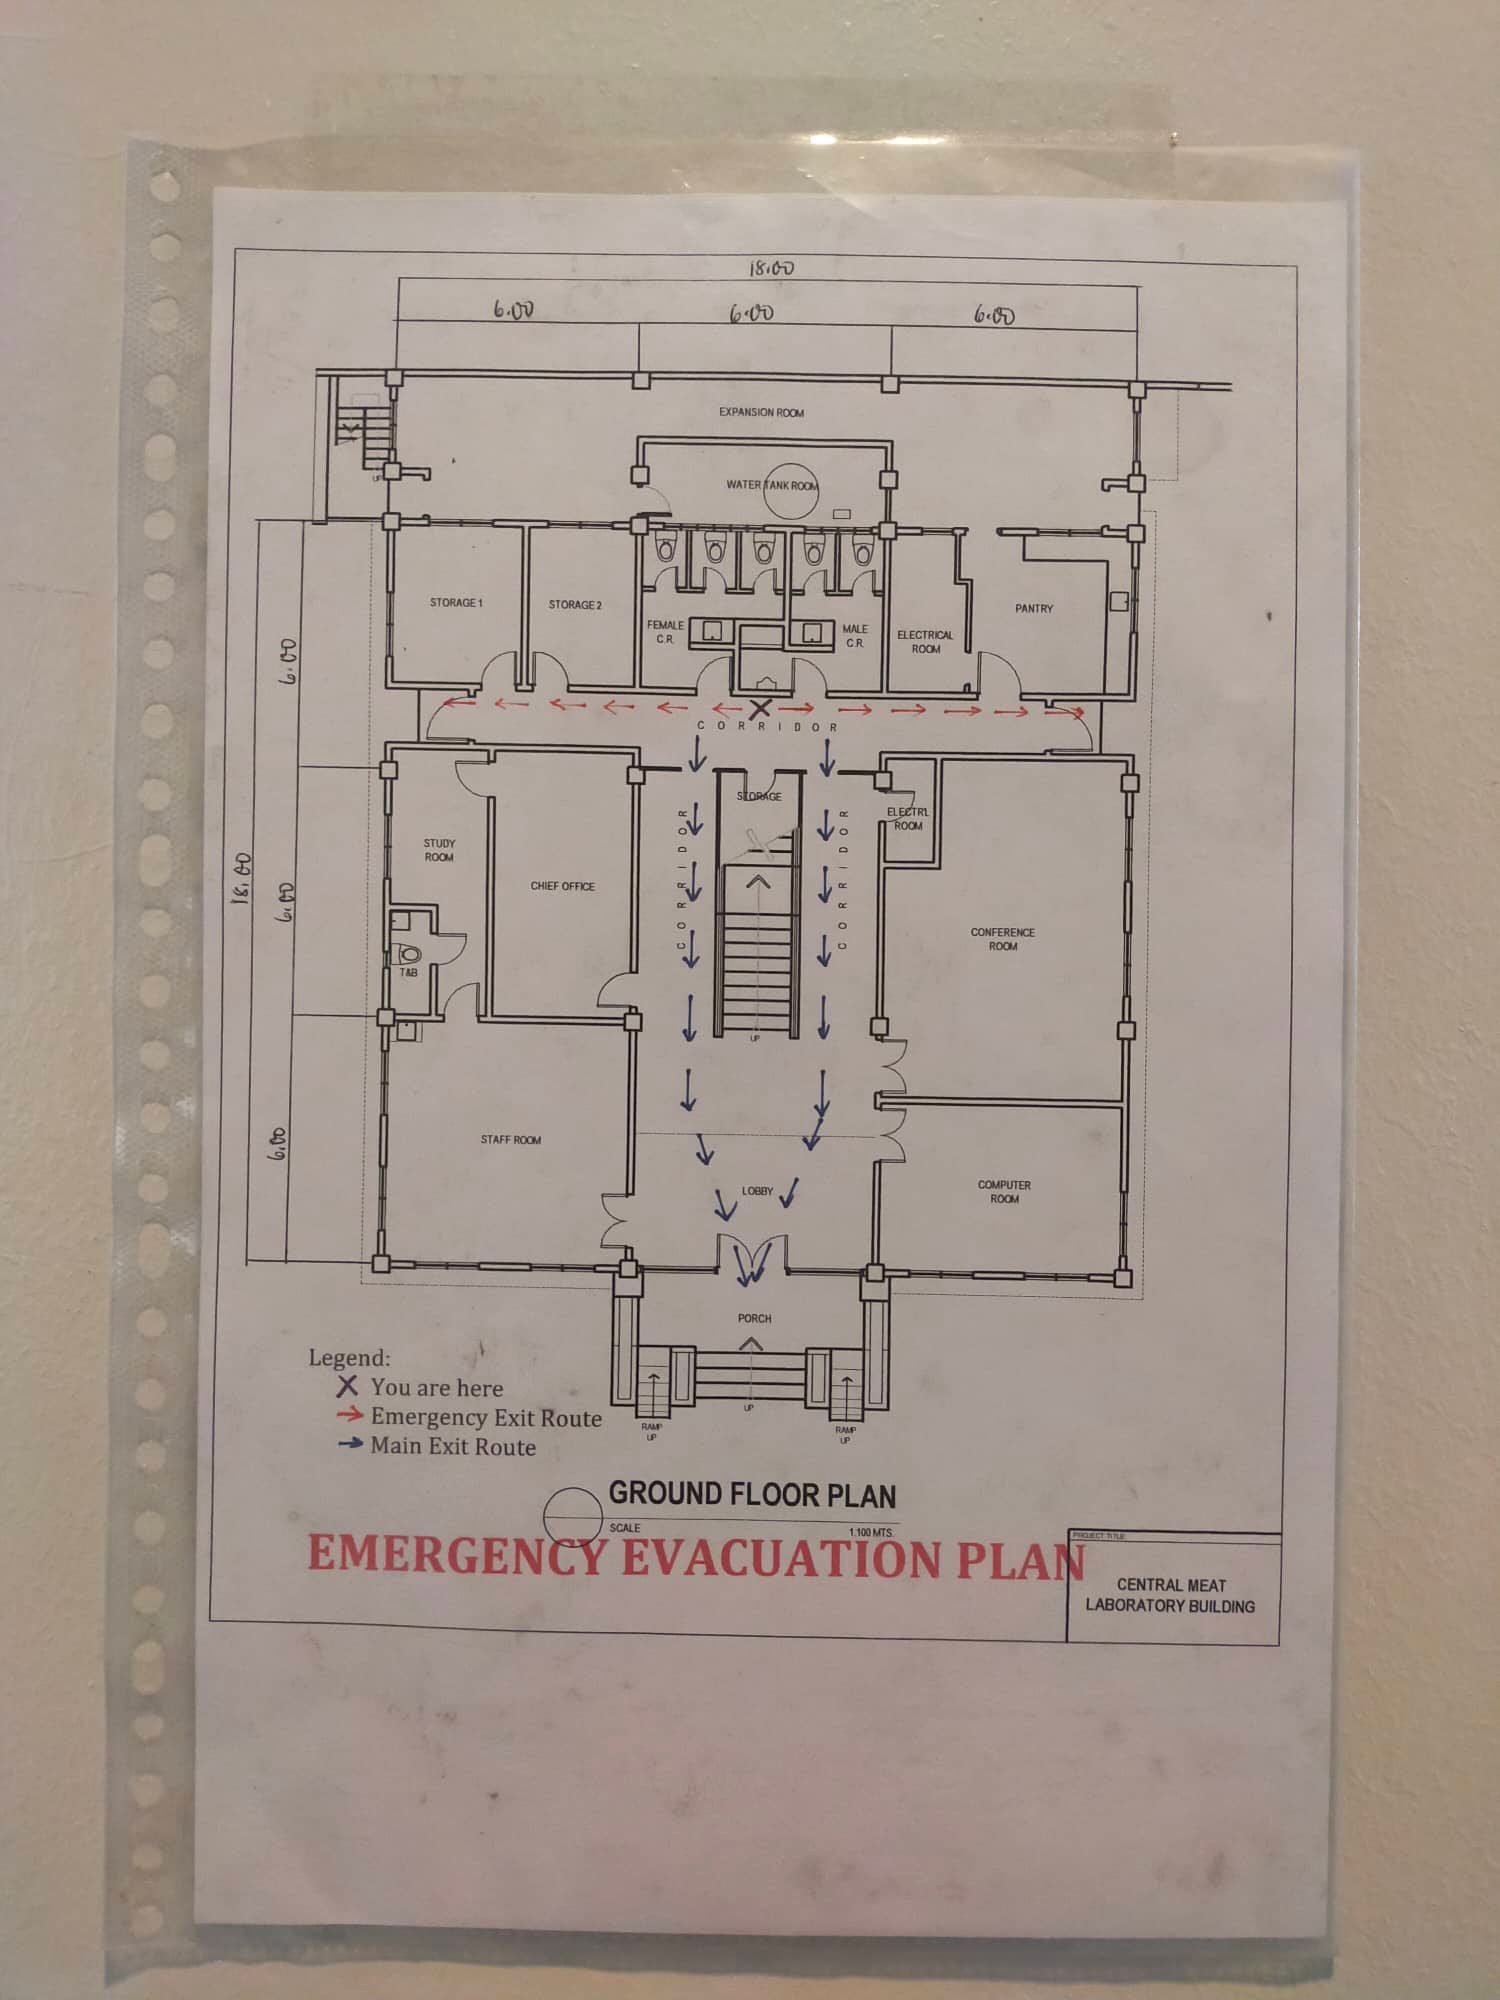 18.00
6.00
6.00
6.00
EXPANSION ROOM
WATER TANK ROOM
UP
STORAGE 1
STORAGE 2
FEMALE
C.R.
MALE
C.R.
ELECTRICAL
ROOM
PANTRY
6.00
18.00
6.00
6.00
CORRIDOR
STORAGE
ELECTR'L
ROOM
CORRIDOR
CORRIDOR
STUDY
ROOM
CHIEF OFFICE
CONFERENCE
ROOM
T&B
UP
STAFF ROOM
LOBBY
COMPUTER
ROOM
PORCH
UP
RAMP
UP
RAMP
UP
Legend:
You are here
Emergency Exit Route
Main Exit Route
GROUND FLOOR PLAN
SCALE 1:100 MTS.
EMERGENCY EVACUATION PLAN
PROJECT TITLE:
CENTRAL MEAT
LABORATORY BUILDING